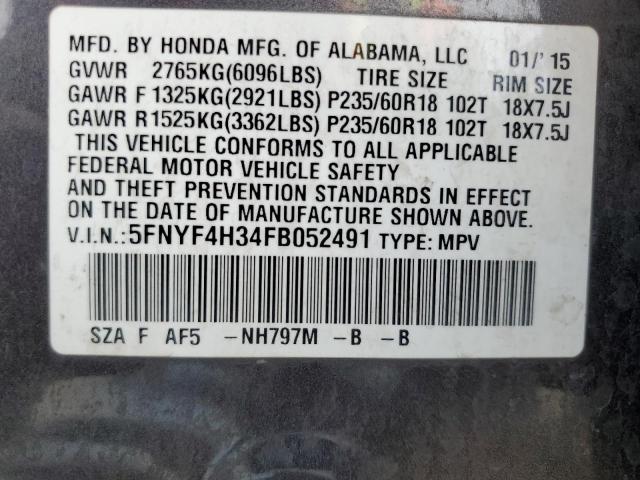 MFD. BY HONDA MFG. OF ALABAMA, LLC 01/'15
GVWR 2765KG(6096LBS) TIRE SIZE RIM SIZE
GAWR F 1325KG(2921LBS) P235/60R18 102T 18X7.5J
GAWR R1525KG(3362LBS) P235/60R18 102T 18X7.5J
THIS VEHICLE CONFORMS TO ALL APPLICABLE
FEDERAL MOTOR VEHICLE SAFETY
AND THEFT PREVENTION STANDARDS IN EFFECT
ON THE DATE OF MANUFACTURE SHOWN ABOVE.
V.I.N.:5FNYF4H34FB052491 TYPE: MPV
SZA F AF5 -NH797M -B -B